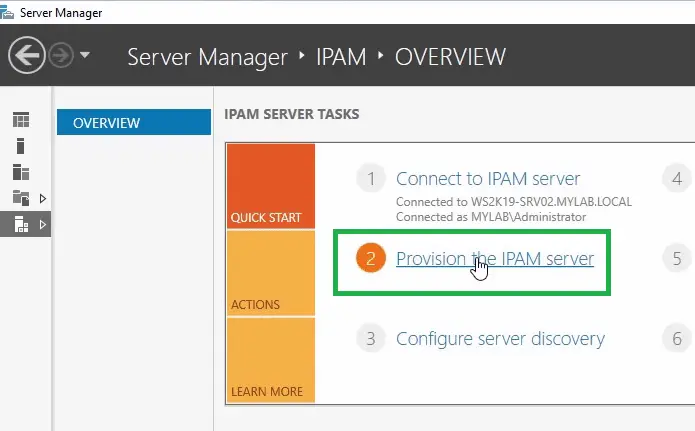 Server Manager
Server Manager ‣ IPAM ‣ OVERVIEW
OVERVIEW
IPAM SERVER TASKS
QUICK START
ACTIONS
LEARN MORE
1 Connect to IPAM server
Connected to WS2K19-SRV02.MYLAB.LOCAL
Connected as MYLAB\Administrator
2 Provision the IPAM server
3 Configure server discovery
4
5
6